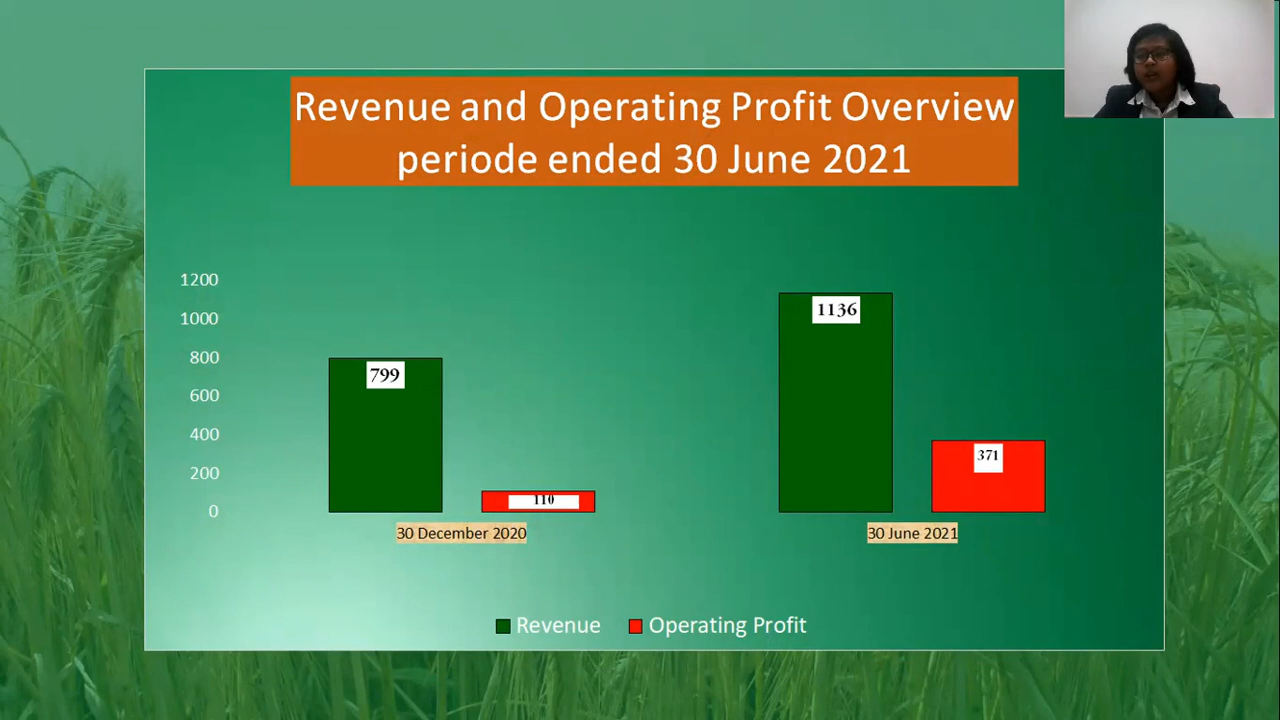 Revenue and Operating Profit Overview
periode ended 30 June 2021
1200
1000
800
600
400
200
0
799
110
1136
371
30 December 2020
30 June 2021
Revenue
Operating Profit